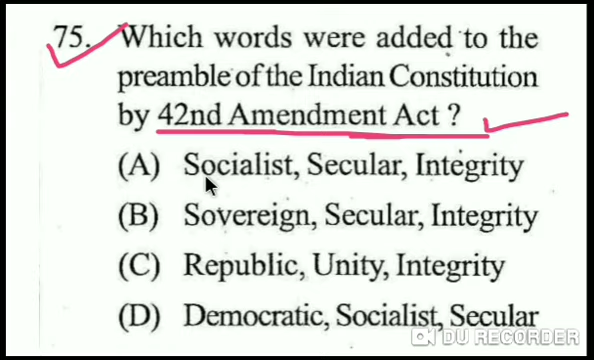 75. Which words were added to the
preamble of the Indian Constitution
by 42nd Amendment Act ?
(A) Socialist, Secular, Integrity
(B) Sovereign, Secular, Integrity
(C) Republic, Unity, Integrity
(D) Democratic, Socialist, Secular
DU RECORDER